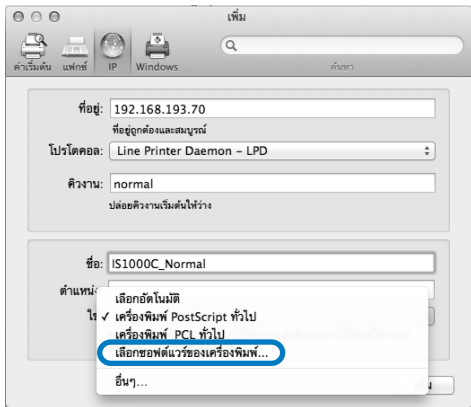 เพิ่ม
ค่าเริ่มต้น แฟกซ์ IP Windows ค้นหา
ที่อยู่: 192.168.193.70
ที่อยู่ถูกต้องและสมบูรณ์
โปรโตคอล: Line Printer Daemon – LPD
คิวงาน: normal
ปล่อยคิวงานเริ่มต้นให้ว่าง
ชื่อ: IS1000C_Normal
ตำแหน่ง
เลือกอัตโนมัติ
ใช ✓ เครื่องพิมพ์ PostScript ทั่วไป
เครื่องพิมพ์ PCL ทั่วไป
เลือกซอฟต์แวร์ของเครื่องพิมพ์...
อื่นๆ...